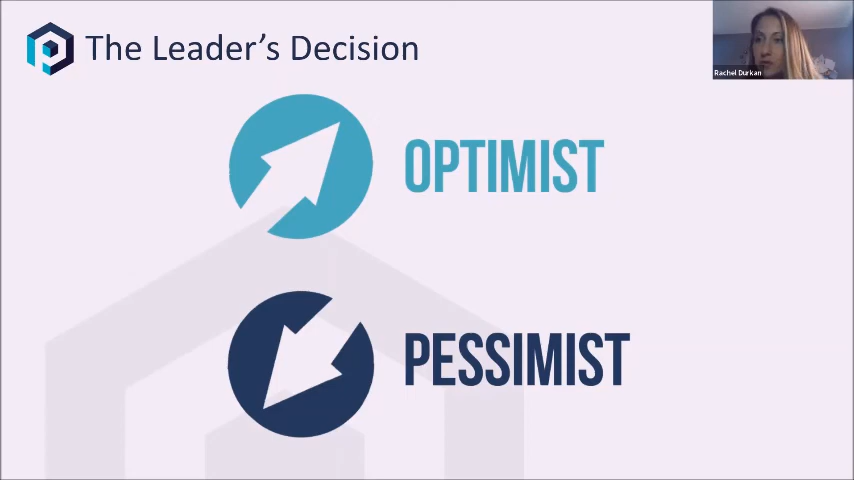 The Leader's Decision
Rachel Durkan
OPTIMIST
PESSIMIST